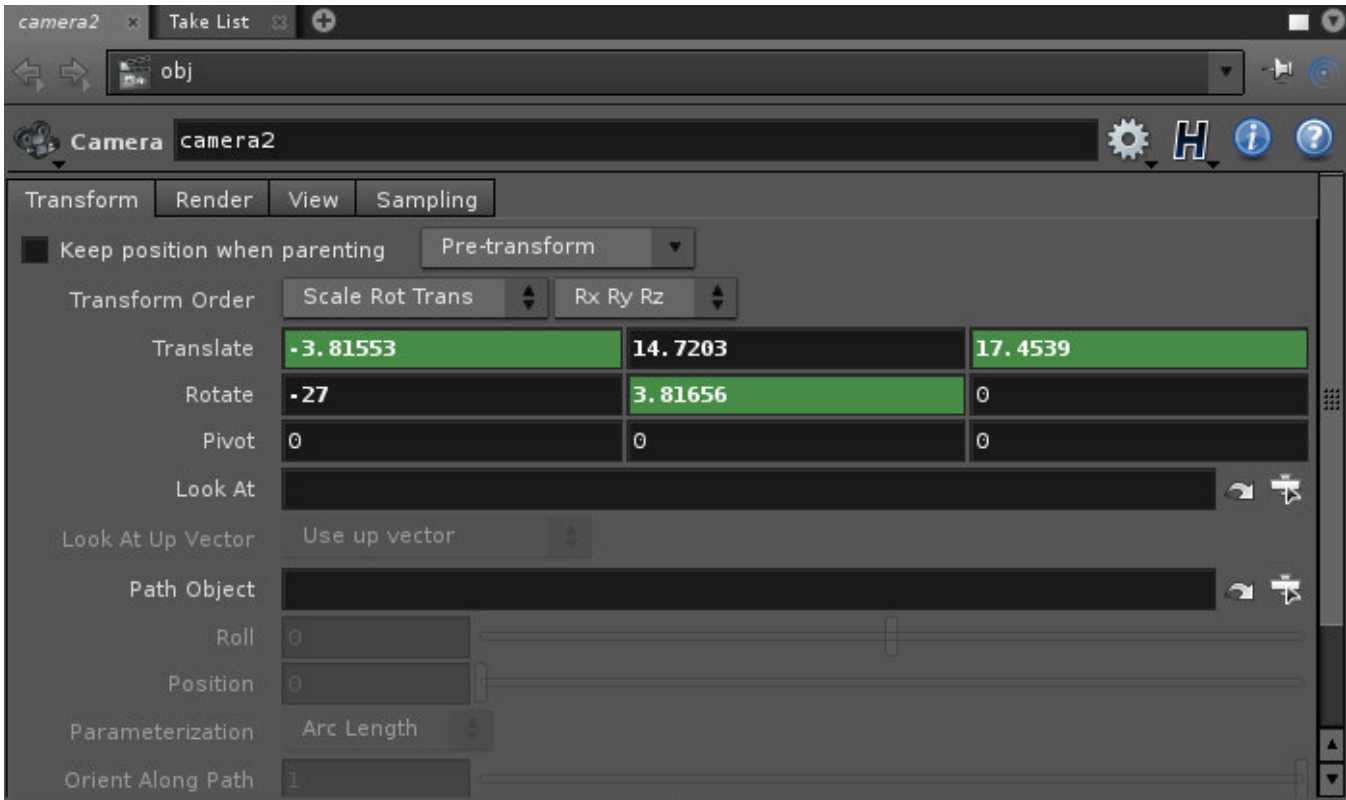 camera2 Take List
obj
Camera camera2
Transform Render View Sampling
Keep position when parenting Pre-transform
Transform Order Scale Rot Trans Rx Ry Rz
Translate -3.81553 14.7203 17.4539
Rotate -27 3.81656 0
Pivot 0 0 0
Look At
Look At Up Vector Use up vector
Path Object
Roll 0
Position 0
Parameterization Arc Length
Orient Along Path 1